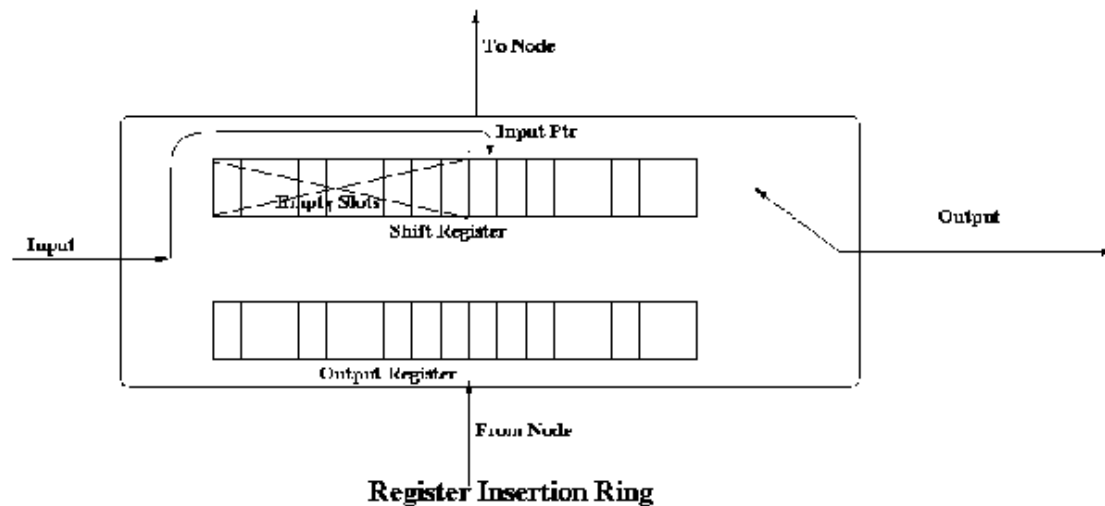 To Node
Input Ptr
Empty Slots
Shift Register
Input
Output
Output Register
From Node
Register Insertion Ring